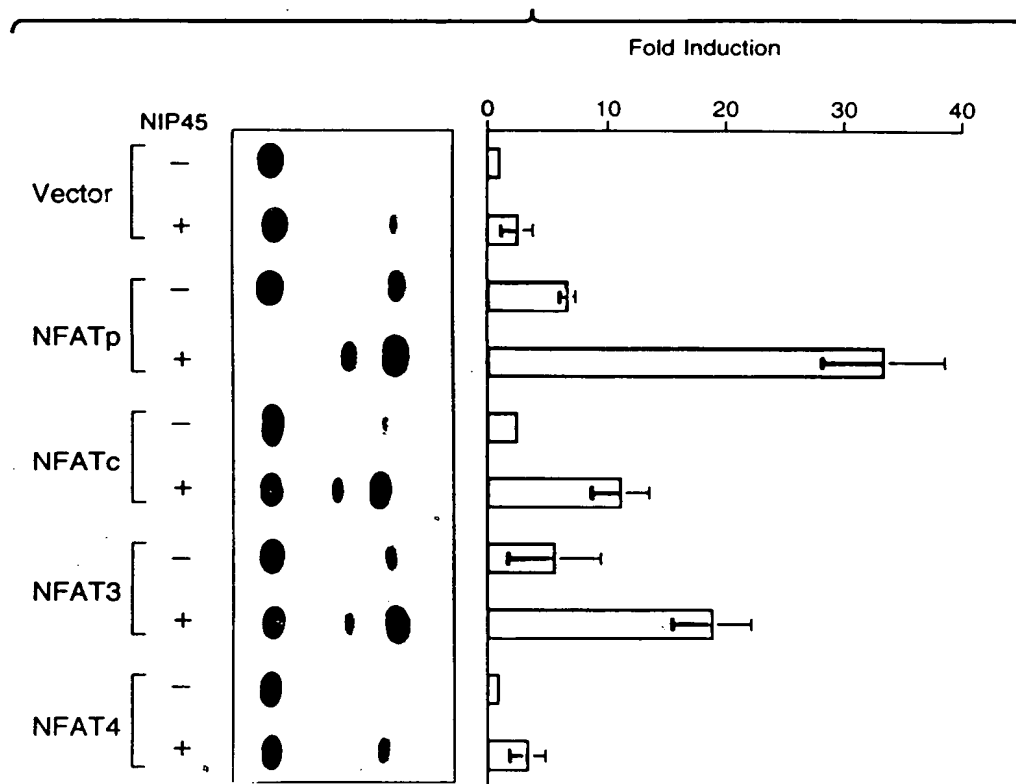 Fold Induction
0 10 20 30 40
NIP45
Vector
−
+
NFATp
−
+
NFATc
−
+
NFAT3
−
+
NFAT4
−
+